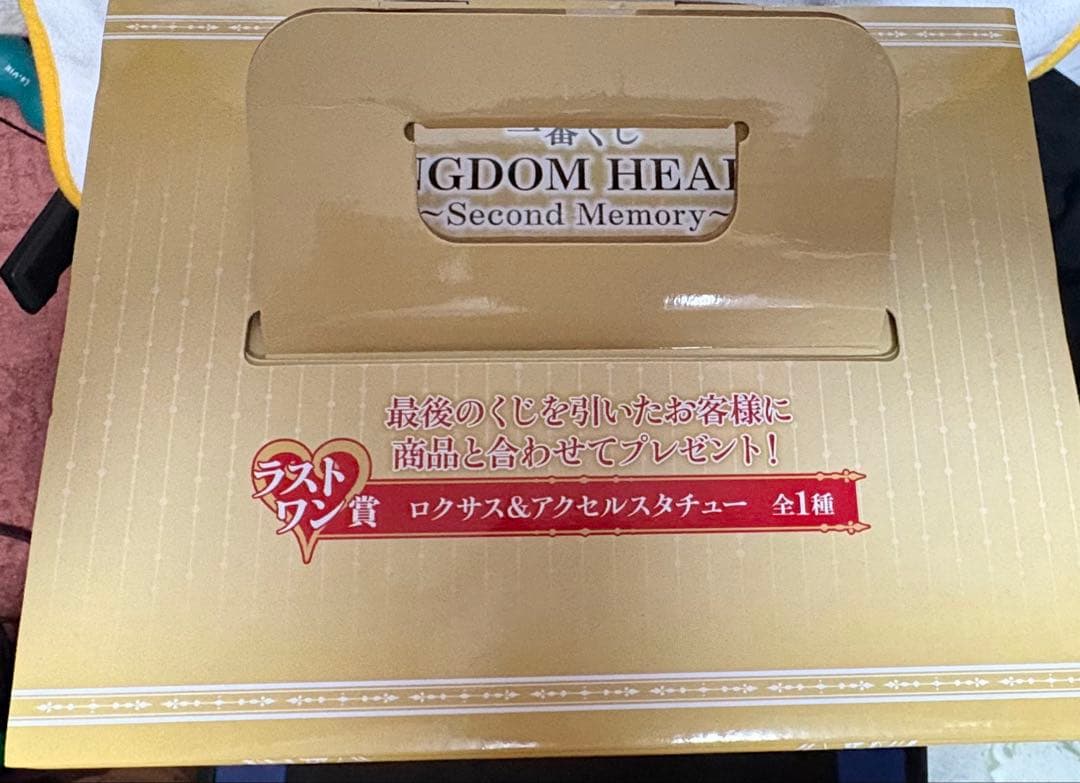 一番くじ
NGDOM HEAR
~Second Memory~
最後のくじを引いたお客様に
商品と合わせてプレゼント!
ラストワン賞 ロクサス&アクセルスタチュー 全1種